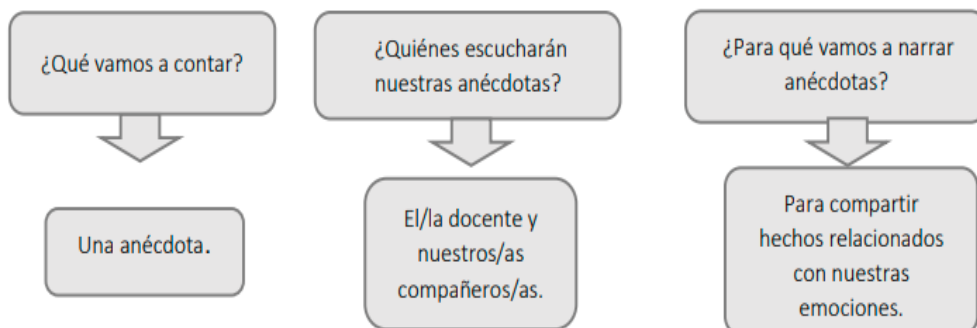 ¿Qué vamos a contar?
¿Quiénes escucharán
nuestras anécdotas?
¿Para qué vamos a narrar
anécdotas?
Una anécdota.
El/la docente y
nuestros/as
compañeros/as.
Para compartir
hechos relacionados
con nuestras
emociones.